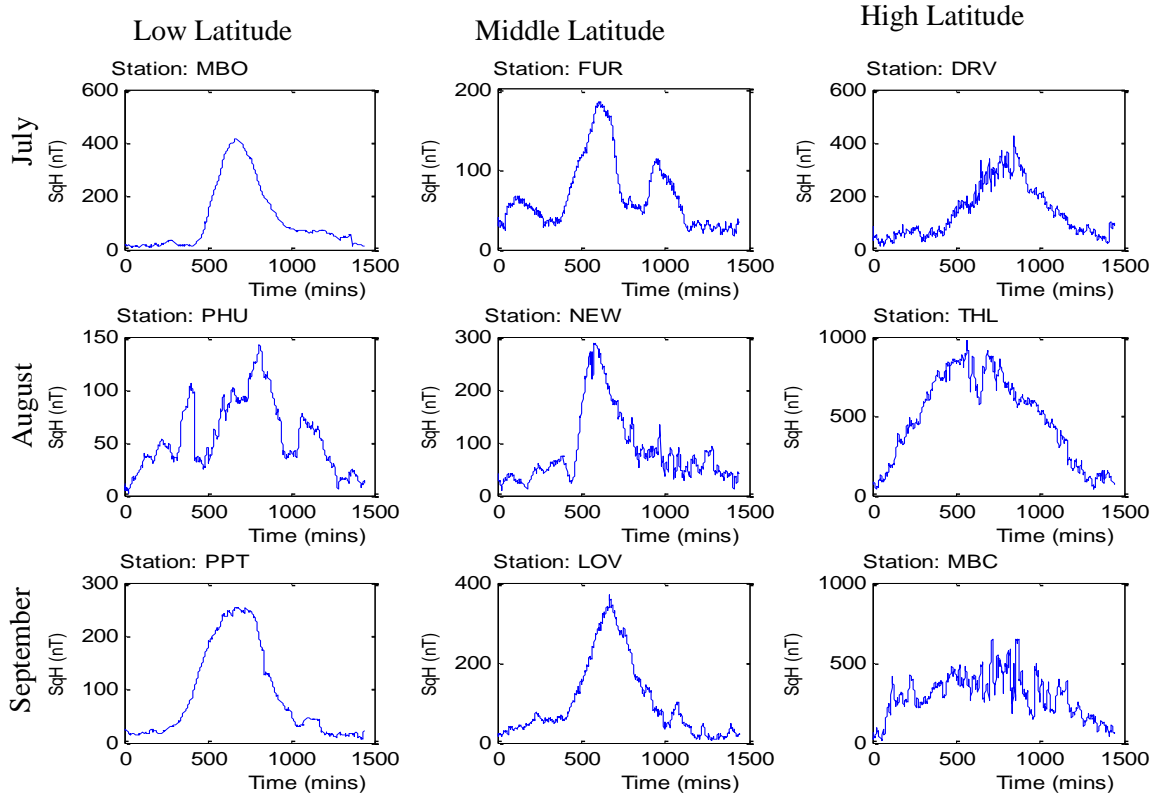 Low Latitude
Middle Latitude
High Latitude
July
Station: MBO
SqH (nT)
600
400
200
0
0 500 1000 1500
Time (mins)
Station: FUR
SqH (nT)
200
100
0
0 500 1000 1500
Time (mins)
Station: DRV
SqH (nT)
600
400
200
0
0 500 1000 1500
Time (mins)
August
Station: PHU
SqH (nT)
150
100
50
0
0 500 1000 1500
Time (mins)
Station: NEW
SqH (nT)
300
200
100
0
0 500 1000 1500
Time (mins)
Station: THL
SqH (nT)
1000
500
0
0 500 1000 1500
Time (mins)
September
Station: PPT
SqH (nT)
300
200
100
0
0 500 1000 1500
Time (mins)
Station: LOV
SqH (nT)
400
200
0
0 500 1000 1500
Time (mins)
Station: MBC
SqH (nT)
1000
500
0
0 500 1000 1500
Time (mins)